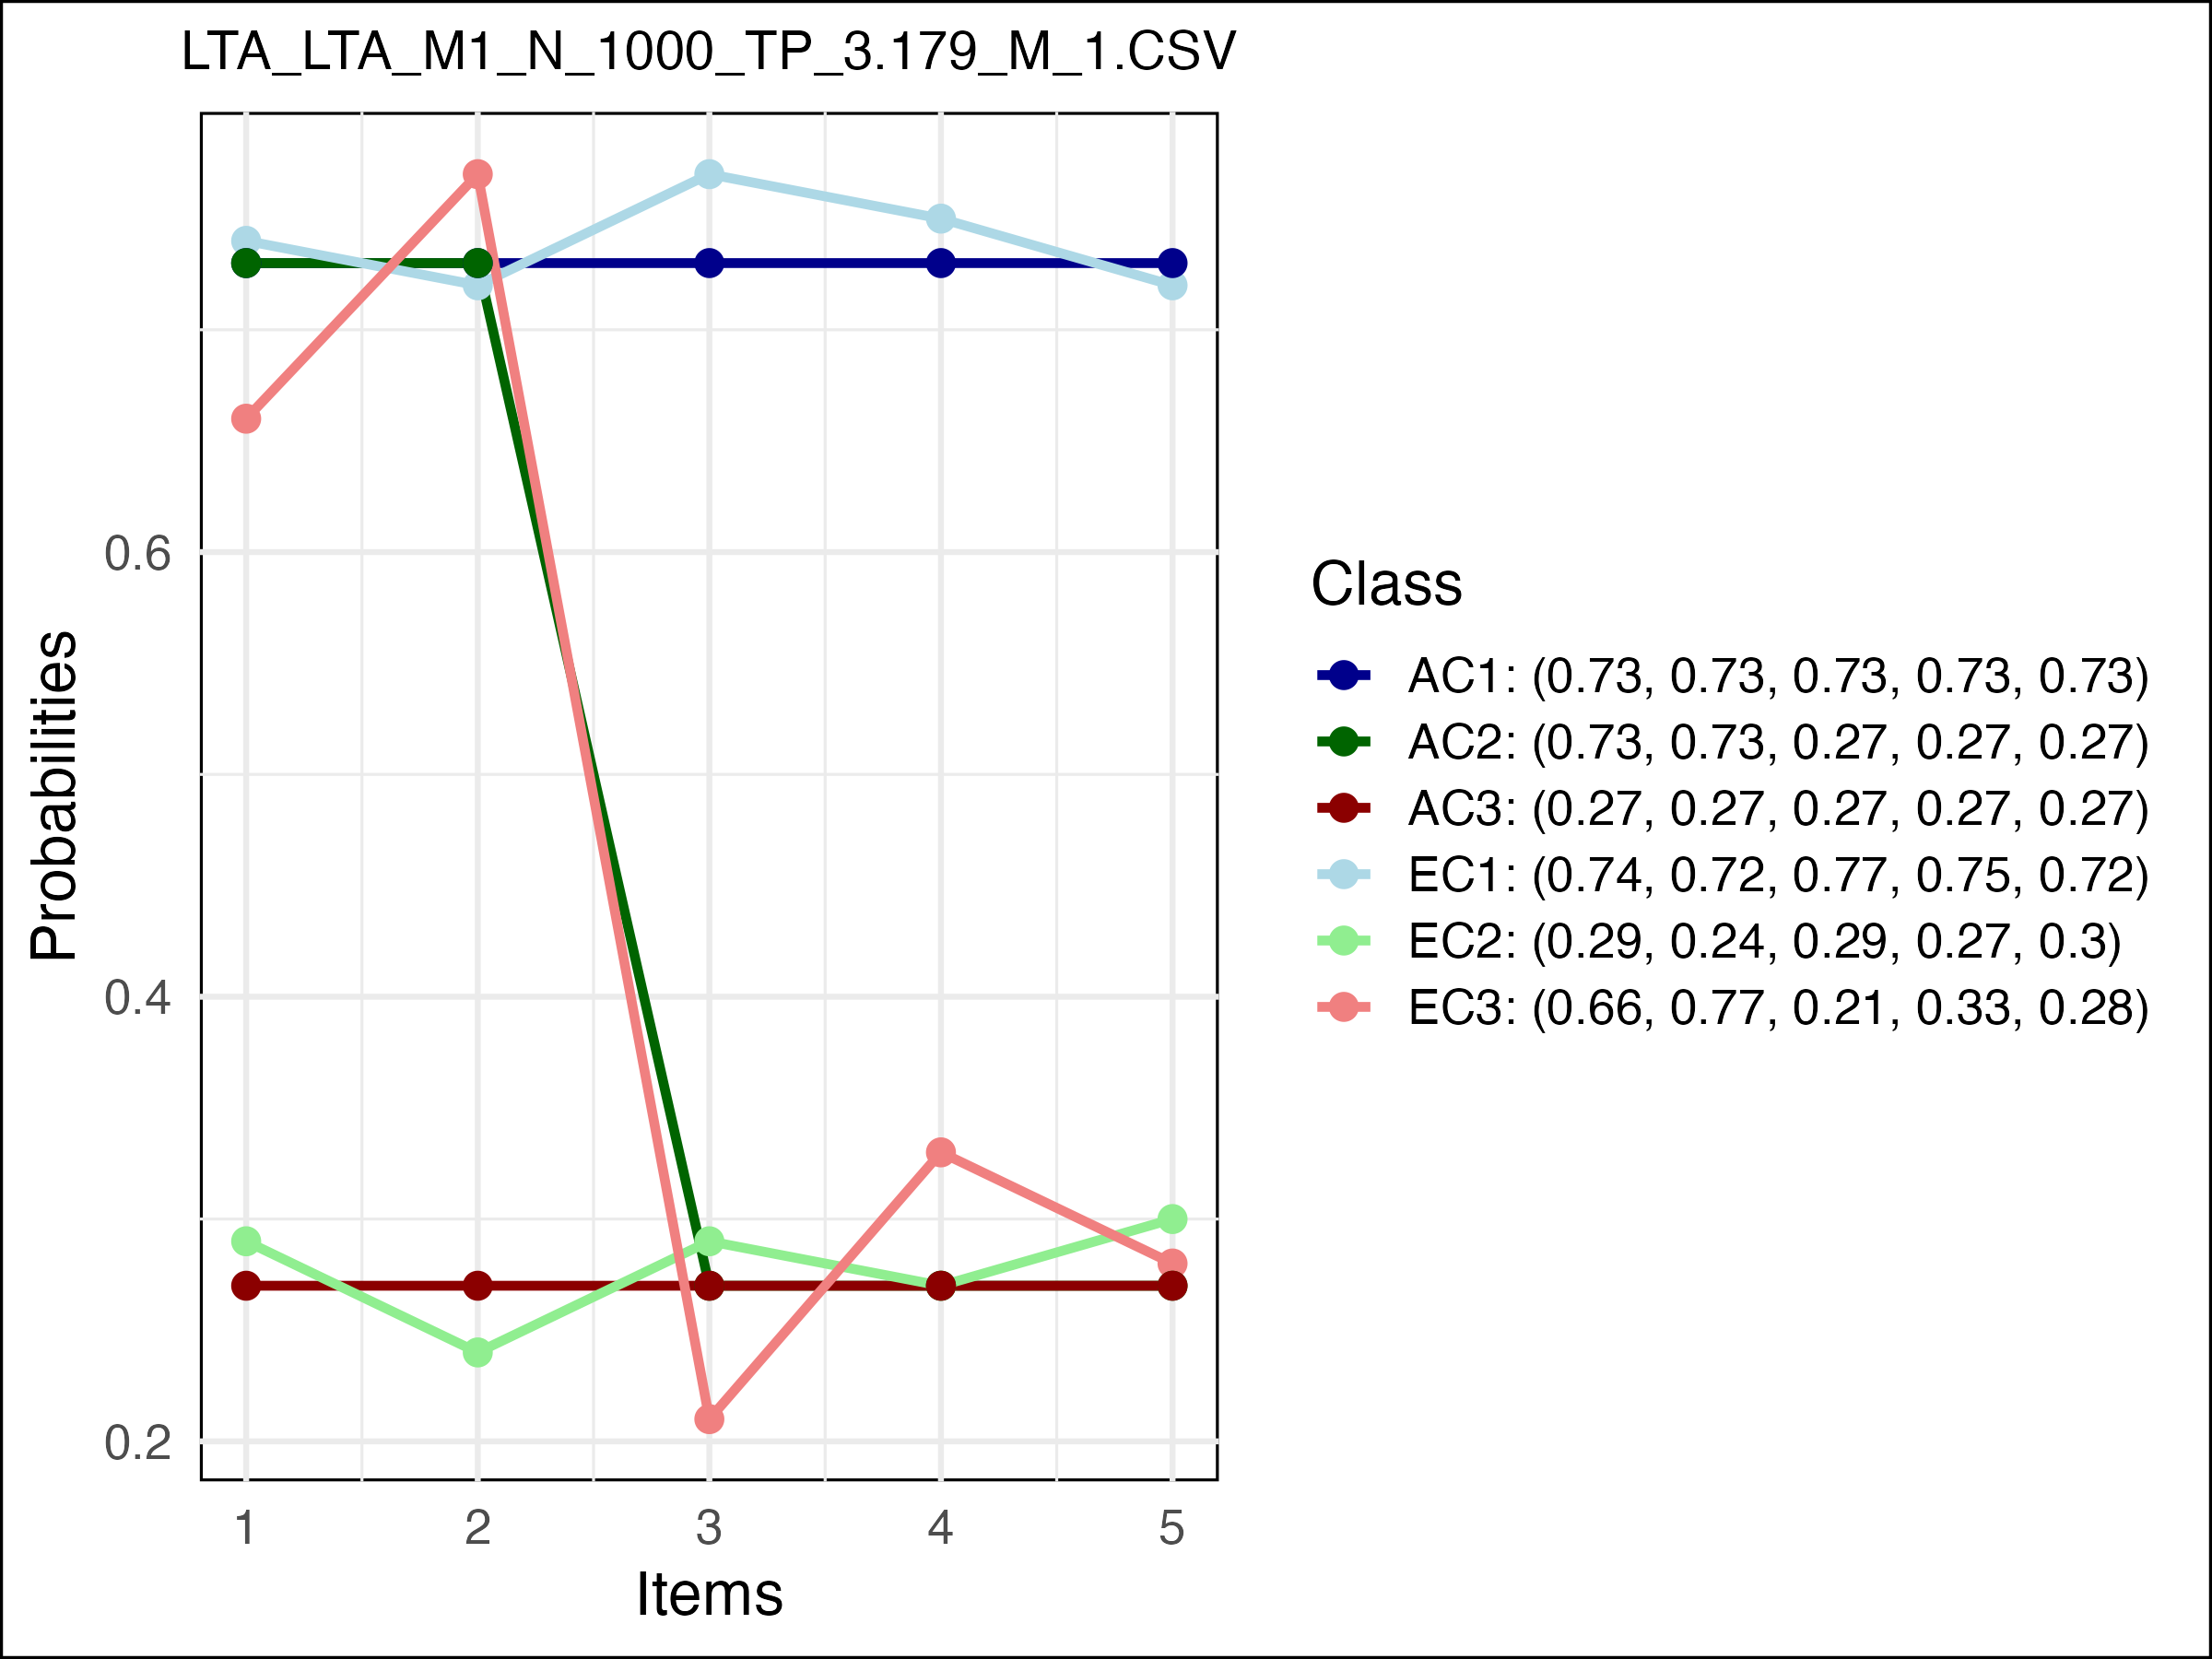 LTA_LTA_M1_N_1000_TP_3.179_M_1.CSV
Probabilities
0.6
0.4
0.2
1 2 3 4 5
Items
Class
AC1: (0.73, 0.73, 0.73, 0.73, 0.73)
AC2: (0.73, 0.73, 0.27, 0.27, 0.27)
AC3: (0.27, 0.27, 0.27, 0.27, 0.27)
EC1: (0.74, 0.72, 0.77, 0.75, 0.72)
EC2: (0.29, 0.24, 0.29, 0.27, 0.3)
EC3: (0.66, 0.77, 0.21, 0.33, 0.28)